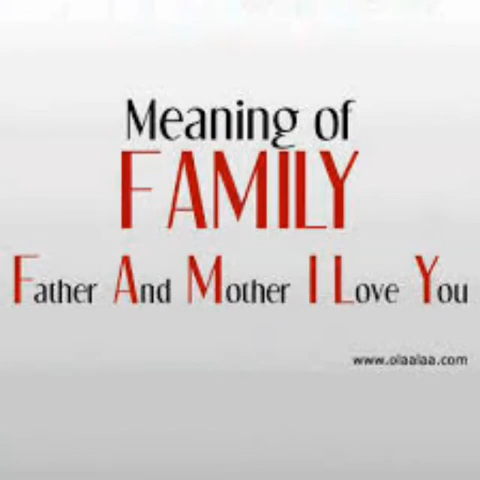 Meaning of
FAMILY
Father And Mother I Love You
www.olaalaa.com